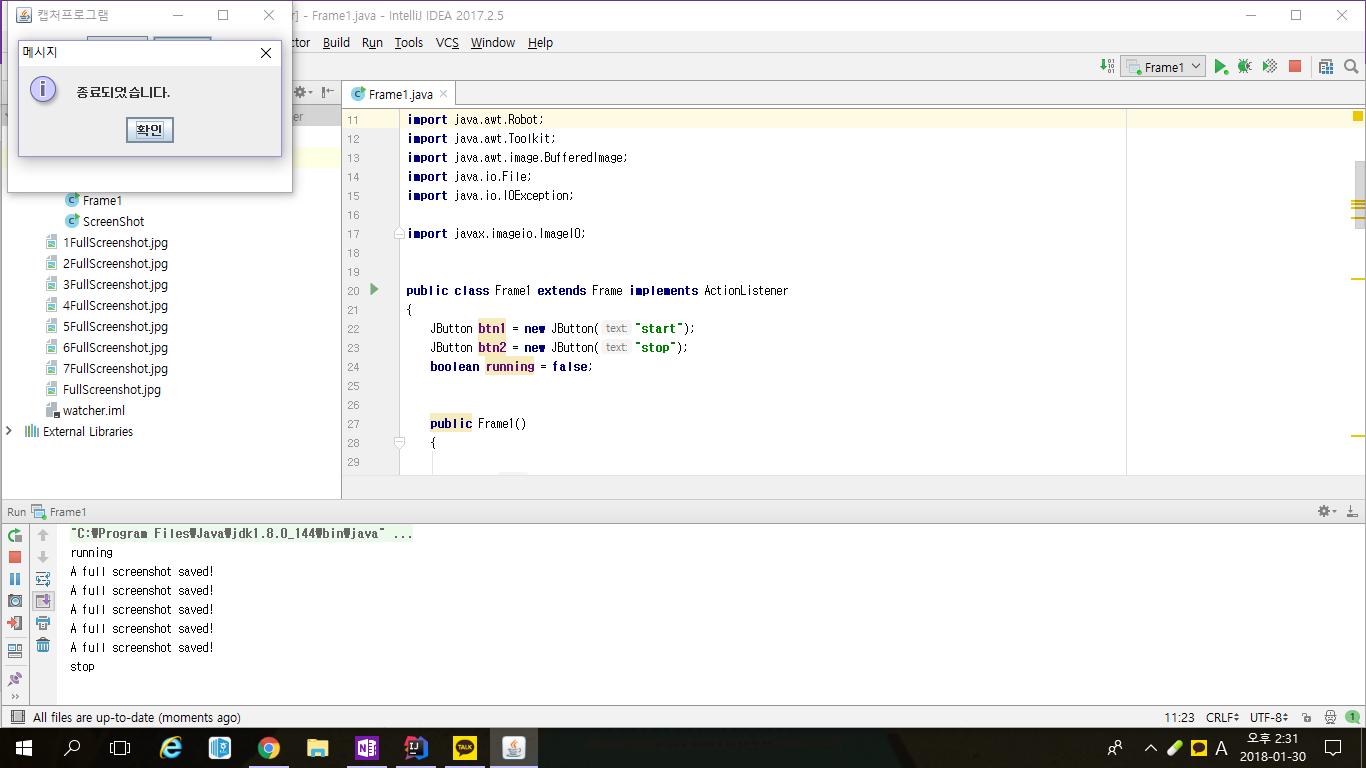 캡처프로그램
] - Frame1.java - IntelliJ IDEA 2017.2.5
ctor Build Run Tools VCS Window Help
메시지
종료되었습니다.
확인
Frame1
Frame1.java
er
Frame1
ScreenShot
1FullScreenshot.jpg
2FullScreenshot.jpg
3FullScreenshot.jpg
4FullScreenshot.jpg
5FullScreenshot.jpg
6FullScreenshot.jpg
7FullScreenshot.jpg
FullScreenshot.jpg
watcher.iml
External Libraries
11 import java.awt.Robot;
12 import java.awt.Toolkit;
13 import java.awt.image.BufferedImage;
14 import java.io.File;
15 import java.io.IOException;
16
17 import javax.imageio.ImageIO;
18
19
20 public class Frame1 extends Frame implements ActionListener
21 {
22 JButton btn1 = new JButton( text: "start");
23 JButton btn2 = new JButton( text: "stop");
24 boolean running = false;
25
26
27 public Frame1()
28 {
29
Run Frame1
"C:\Program Files\Java\jdk1.8.0_144\bin\java" ...
running
A full screenshot saved!
A full screenshot saved!
A full screenshot saved!
A full screenshot saved!
A full screenshot saved!
stop
All files are up-to-date (moments ago)
11:23 CRLF UTF-8
1
TALK
A
오후 2:31
2018-01-30